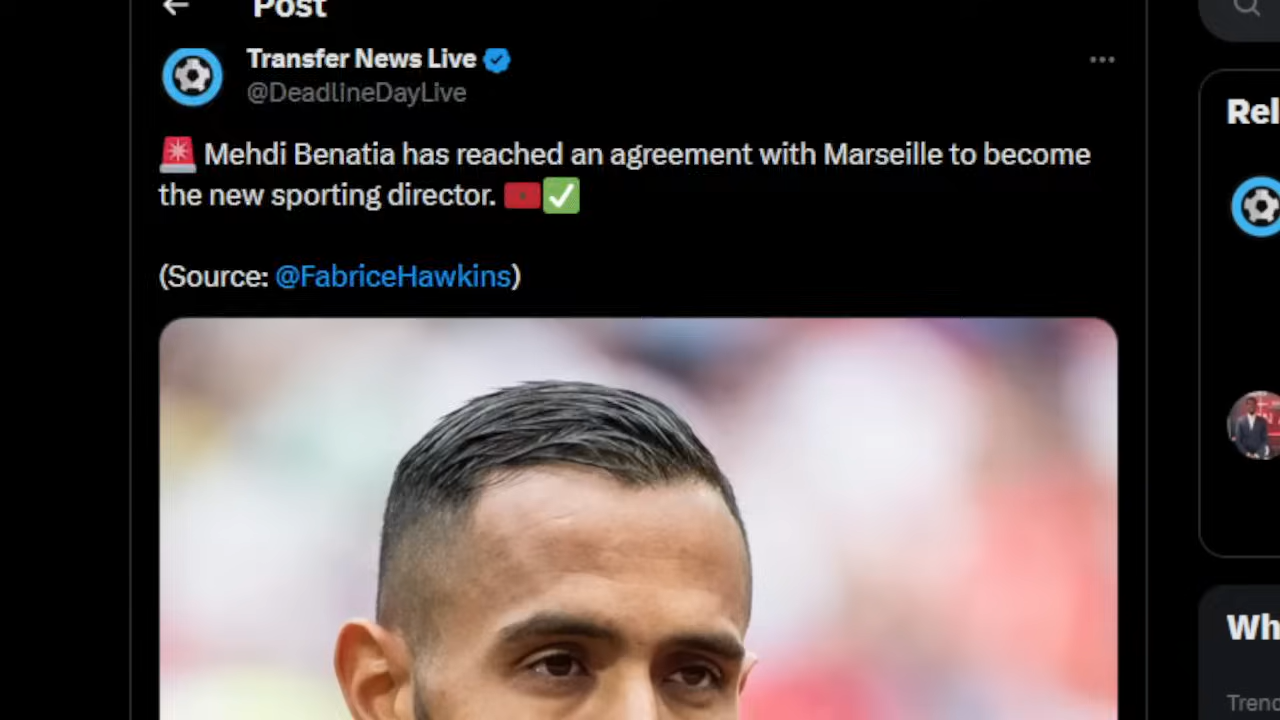 Post
Transfer News Live
@DeadlineDayLive
🚨 Mehdi Benatia has reached an agreement with Marseille to become
the new sporting director. 🇲🇦✅
(Source: @FabriceHawkins)
Rel
Wh
Trend